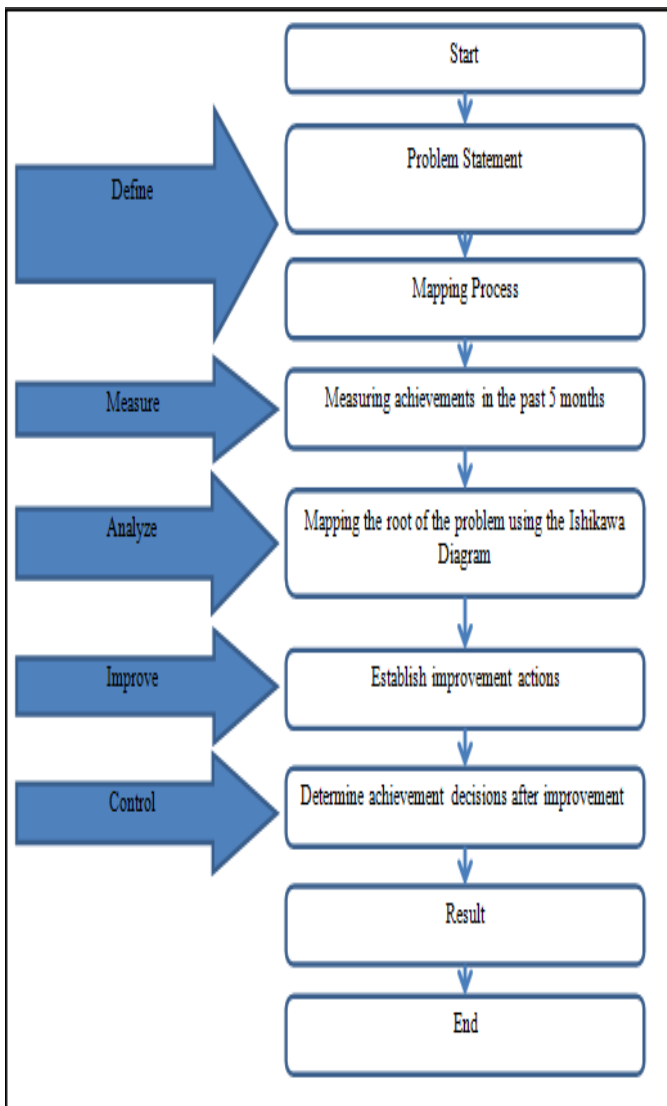 Start
Define
Problem Statement
Mapping Process
Measure
Measuring achievements in the past 5 months
Analyze
Mapping the root of the problem using the Ishikawa
Diagram
Improve
Establish improvement actions
Control
Determine achievement decisions after improvement
Result
End